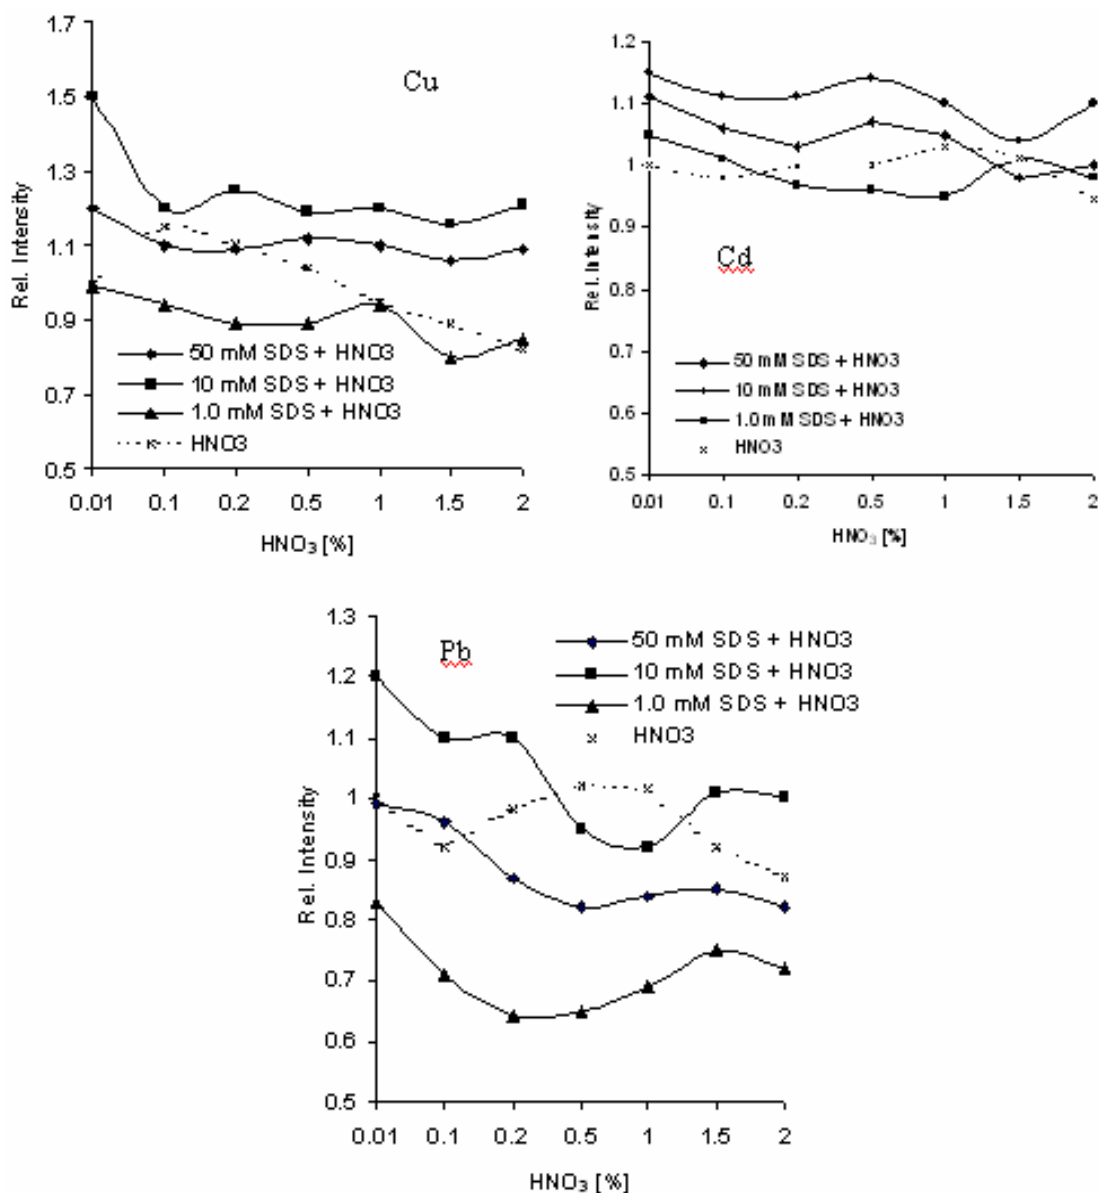 1.7
Cu
1.5
1.3
1.1
0.9
0.7
0.5
Rel. Intensity
50 mM SDS + HNO3
10 mM SDS + HNO3
1.0 mM SDS + HNO3
HNO3
0.01 0.1 0.2 0.5 1 1.5 2
HNO₃ [%]
1.2
1.1
1
0.9
0.8
0.7
0.6
0.5
Rel. Intensity
Cd
50 mM SDS + HNO3
10 mM SDS + HNO3
1.0 mM SDS + HNO3
HNO3
0.01 0.1 0.2 0.5 1 1.5 2
HNO₃ [%]
1.3
1.2
1.1
1
0.9
0.8
0.7
0.6
0.5
Rel. Intensity
Pb
50 mM SDS + HNO3
10 mM SDS + HNO3
1.0 mM SDS + HNO3
HNO3
0.01 0.1 0.2 0.5 1 1.5 2
HNO₃ [%]